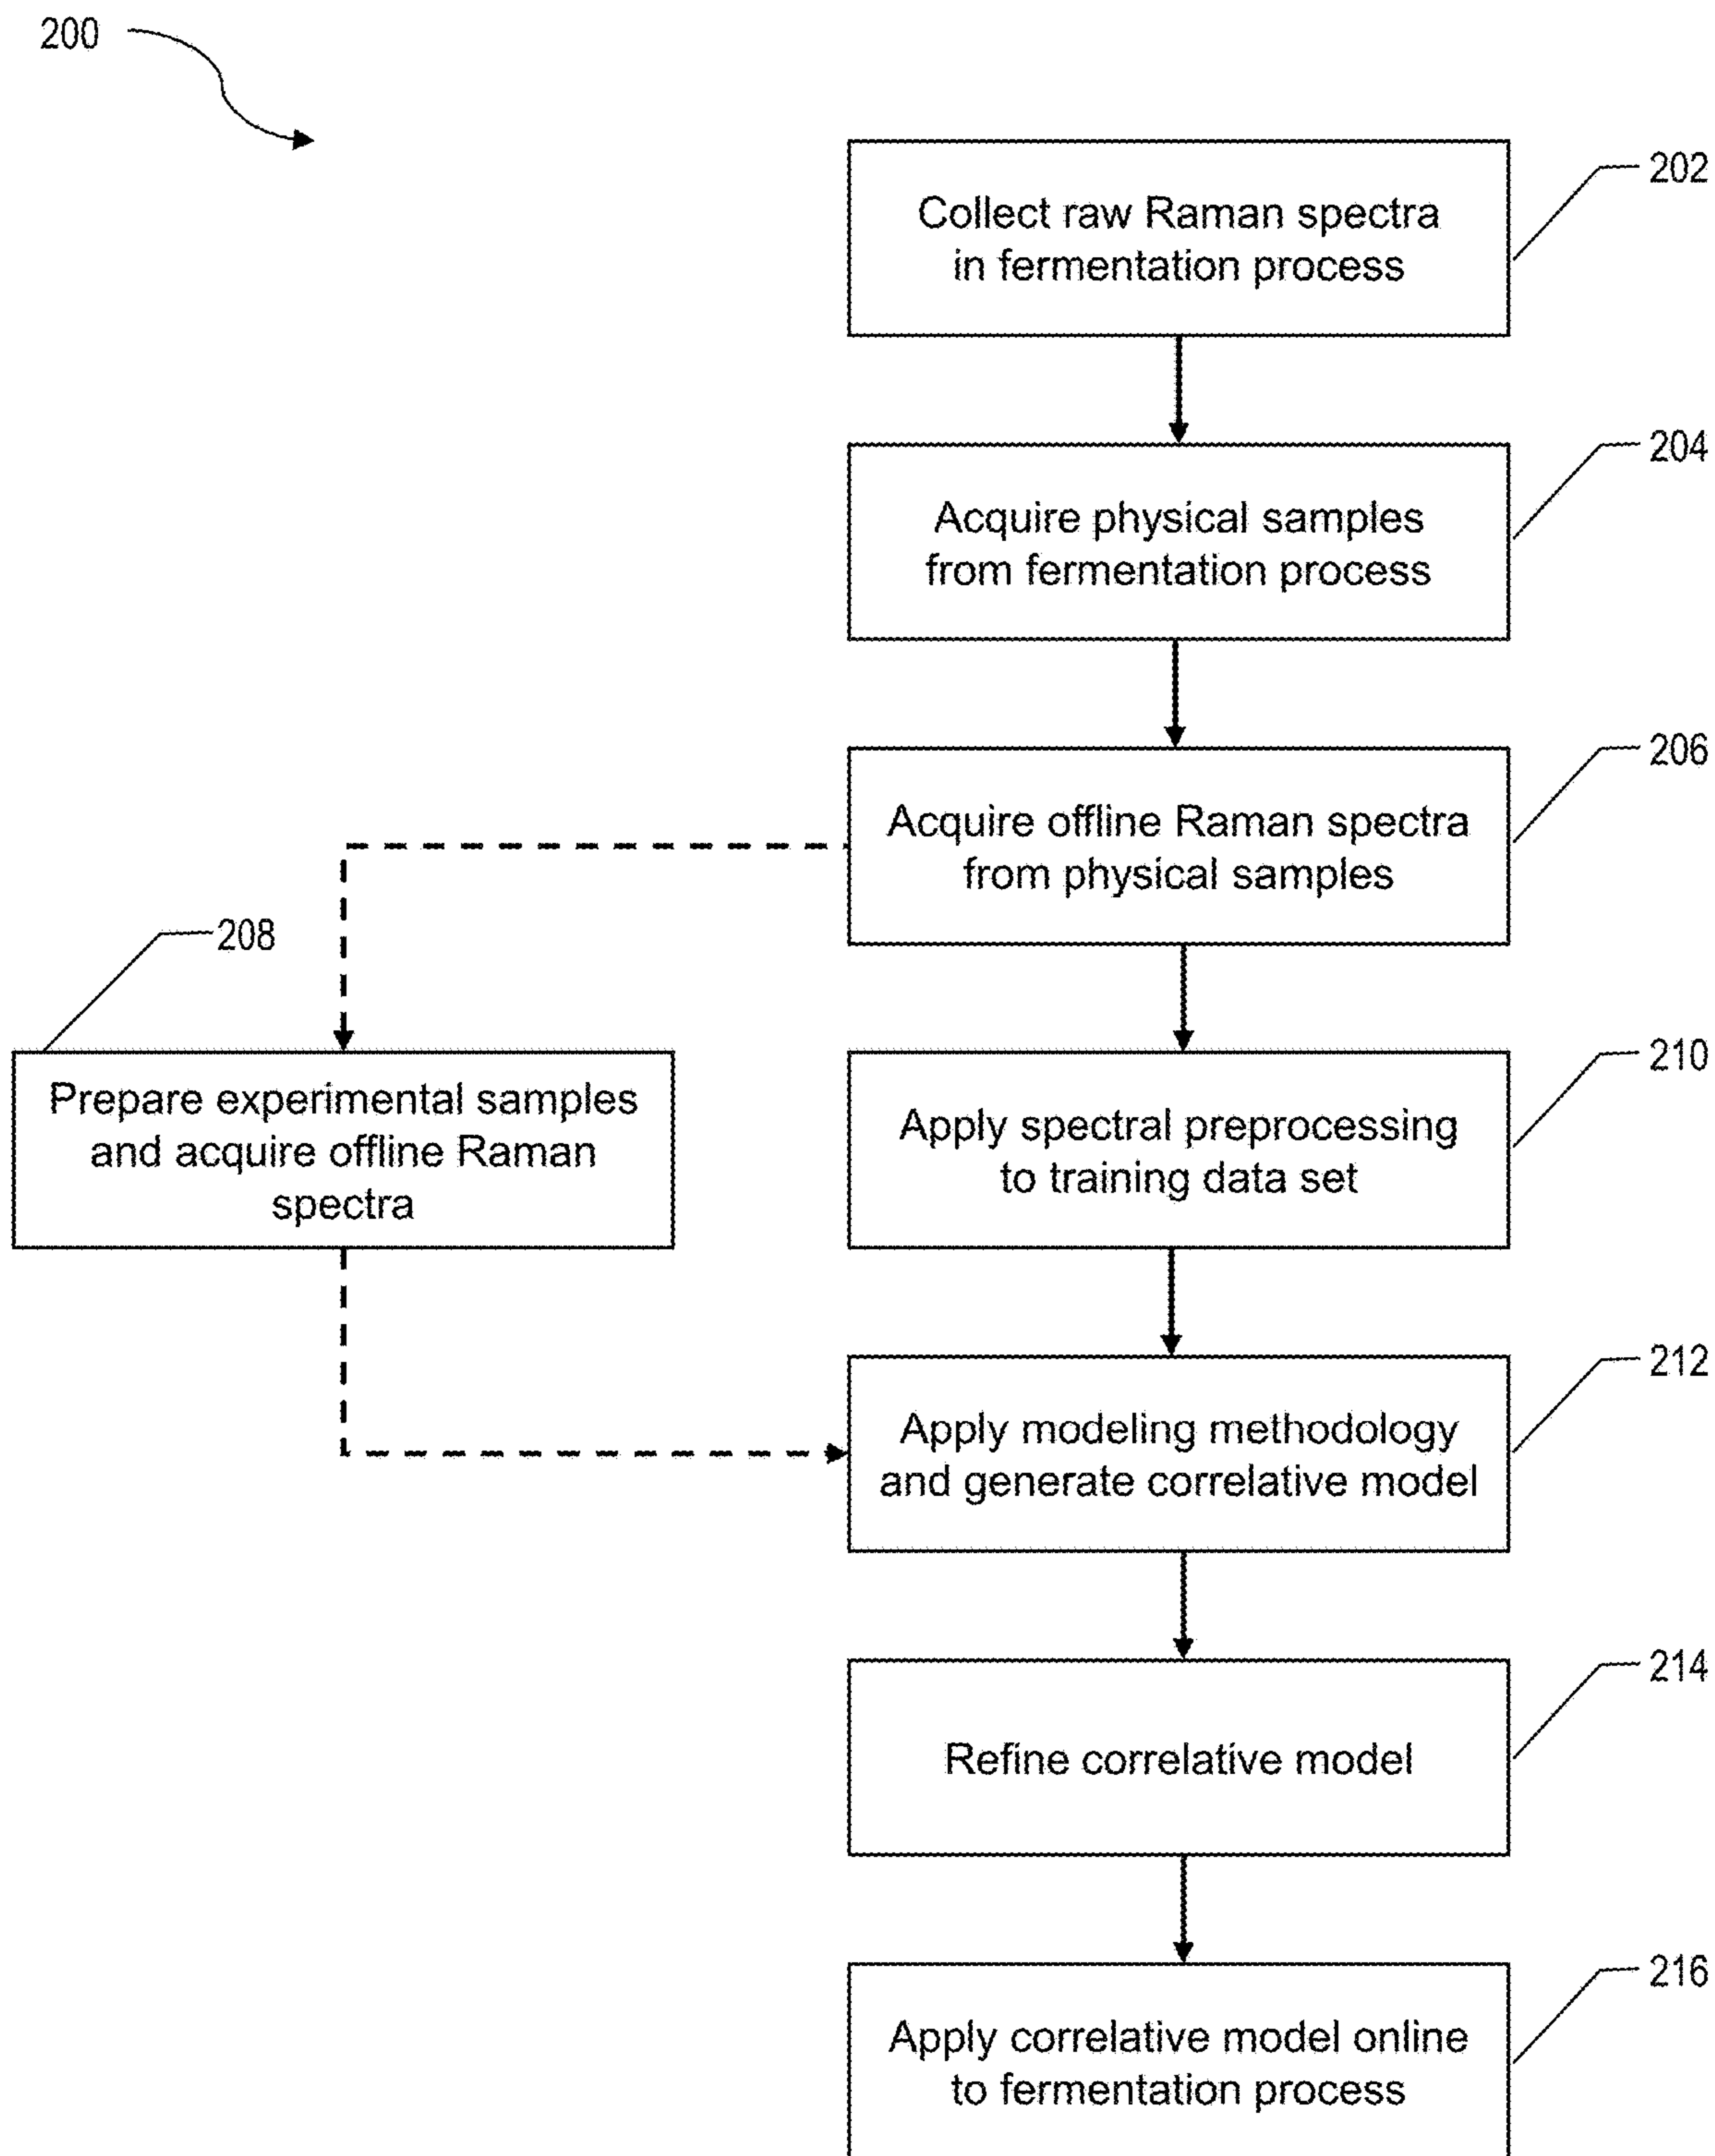 200
202
Collect raw Raman spectra
in fermentation process
204
Acquire physical samples
from fermentation process
206
Acquire offline Raman spectra
from physical samples
208
Prepare experimental samples
and acquire offline Raman
spectra
210
Apply spectral preprocessing
to training data set
212
Apply modeling methodology
and generate correlative model
214
Refine correlative model
216
Apply correlative model online
to fermentation process